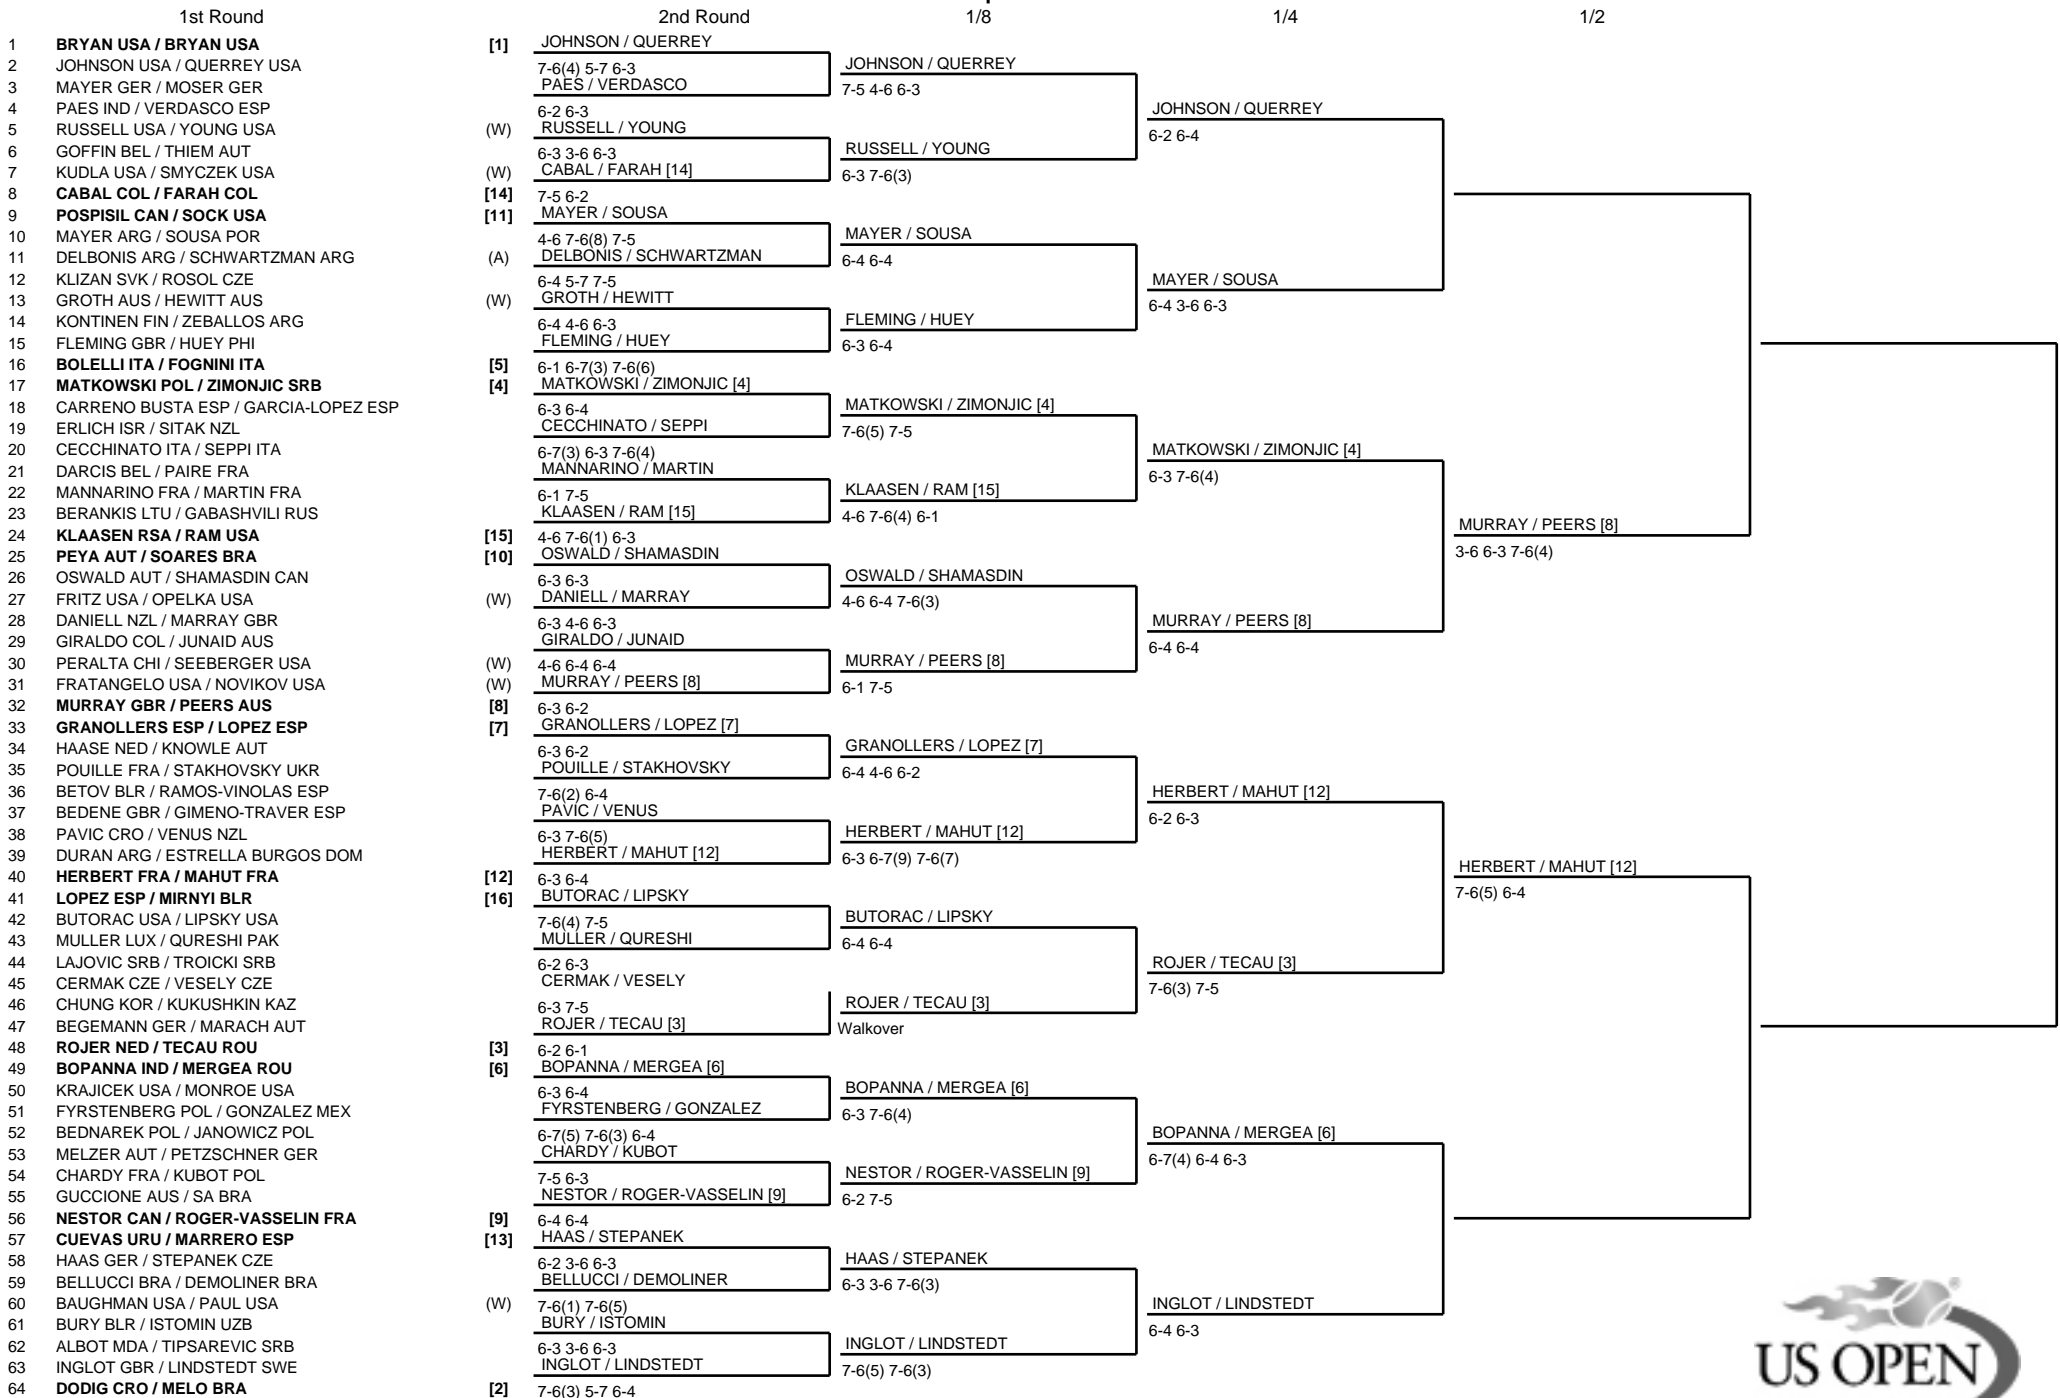 1st Round 2nd Round 1/8 1/4 1/2
1 BRYAN USA / BRYAN USA [1]
2 JOHNSON USA / QUERREY USA
3 MAYER GER / MOSER GER
4 PAES IND / VERDASCO ESP
5 RUSSELL USA / YOUNG USA (W)
6 GOFFIN BEL / THIEM AUT
7 KUDLA USA / SMYCZEK USA (W)
8 CABAL COL / FARAH COL [14]
9 POSPISIL CAN / SOCK USA [11]
10 MAYER ARG / SOUSA POR
11 DELBONIS ARG / SCHWARTZMAN ARG (A)
12 KLIZAN SVK / ROSOL CZE
13 GROTH AUS / HEWITT AUS (W)
14 KONTINEN FIN / ZEBALLOS ARG
15 FLEMING GBR / HUEY PHI
16 BOLELLI ITA / FOGNINI ITA [5]
17 MATKOWSKI POL / ZIMONJIC SRB [4]
18 CARRENO BUSTA ESP / GARCIA-LOPEZ ESP
19 ERLICH ISR / SITAK NZL
20 CECCHINATO ITA / SEPPI ITA
21 DARCIS BEL / PAIRE FRA
22 MANNARINO FRA / MARTIN FRA
23 BERANKIS LTU / GABASHVILI RUS
24 KLAASEN RSA / RAM USA [15]
25 PEYA AUT / SOARES BRA [10]
26 OSWALD AUT / SHAMASDIN CAN
27 FRITZ USA / OPELKA USA (W)
28 DANIELL NZL / MARRAY GBR
29 GIRALDO COL / JUNAID AUS
30 PERALTA CHI / SEEBERGER USA (W)
31 FRATANGELO USA / NOVIKOV USA (W)
32 MURRAY GBR / PEERS AUS [8]
33 GRANOLLERS ESP / LOPEZ ESP [7]
34 HAASE NED / KNOWLE AUT
35 POUILLE FRA / STAKHOVSKY UKR
36 BETOV BLR / RAMOS-VINOLAS ESP
37 BEDENE GBR / GIMENO-TRAVER ESP
38 PAVIC CRO / VENUS NZL
39 DURAN ARG / ESTRELLA BURGOS DOM
40 HERBERT FRA / MAHUT FRA [12]
41 LOPEZ ESP / MIRNYI BLR [16]
42 BUTORAC USA / LIPSKY USA
43 MULLER LUX / QURESHI PAK
44 LAJOVIC SRB / TROICKI SRB
45 CERMAK CZE / VESELY CZE
46 CHUNG KOR / KUKUSHKIN KAZ
47 BEGEMANN GER / MARACH AUT
48 ROJER NED / TECAU ROU [3]
49 BOPANNA IND / MERGEA ROU [6]
50 KRAJICEK USA / MONROE USA
51 FYRSTENBERG POL / GONZALEZ MEX
52 BEDNAREK POL / JANOWICZ POL
53 MELZER AUT / PETZSCHNER GER
54 CHARDY FRA / KUBOT POL
55 GUCCIONE AUS / SA BRA
56 NESTOR CAN / ROGER-VASSELIN FRA [9]
57 CUEVAS URU / MARRERO ESP [13]
58 HAAS GER / STEPANEK CZE
59 BELLUCCI BRA / DEMOLINER BRA
60 BAUGHMAN USA / PAUL USA (W)
61 BURY BLR / ISTOMIN UZB
62 ALBOT MDA / TIPSAREVIC SRB
63 INGLOT GBR / LINDSTEDT SWE
64 DODIG CRO / MELO BRA [2]
JOHNSON / QUERREY
7-6(4) 5-7 6-3
PAES / VERDASCO
6-2 6-3
RUSSELL / YOUNG
6-3 3-6 6-3
CABAL / FARAH [14]
7-5 6-2
MAYER / SOUSA
4-6 7-6(8) 7-5
DELBONIS / SCHWARTZMAN
6-4 5-7 7-5
GROTH / HEWITT
6-4 4-6 6-3
FLEMING / HUEY
6-1 6-7(3) 7-6(6)
MATKOWSKI / ZIMONJIC [4]
6-3 6-4
CECCHINATO / SEPPI
6-7(3) 6-3 7-6(4)
MANNARINO / MARTIN
6-1 7-5
KLAASEN / RAM [15]
4-6 7-6(1) 6-3
OSWALD / SHAMASDIN
6-3 6-3
DANIELL / MARRAY
6-3 4-6 6-3
GIRALDO / JUNAID
4-6 6-4 6-4
MURRAY / PEERS [8]
6-3 6-2
GRANOLLERS / LOPEZ [7]
6-3 6-2
POUILLE / STAKHOVSKY
7-6(2) 6-4
PAVIC / VENUS
6-3 7-6(5)
HERBERT / MAHUT [12]
6-3 6-4
BUTORAC / LIPSKY
7-6(4) 7-5
MULLER / QURESHI
6-2 6-3
CERMAK / VESELY
6-3 7-5
ROJER / TECAU [3]
6-2 6-1
BOPANNA / MERGEA [6]
6-3 6-4
FYRSTENBERG / GONZALEZ
6-7(5) 7-6(3) 6-4
CHARDY / KUBOT
7-5 6-3
NESTOR / ROGER-VASSELIN [9]
6-4 6-4
HAAS / STEPANEK
6-2 3-6 6-3
BELLUCCI / DEMOLINER
7-6(1) 7-6(5)
BURY / ISTOMIN
6-3 3-6 6-3
INGLOT / LINDSTEDT
7-6(3) 5-7 6-4
JOHNSON / QUERREY
7-5 4-6 6-3
RUSSELL / YOUNG
6-3 7-6(3)
MAYER / SOUSA
6-4 6-4
FLEMING / HUEY
6-3 6-4
MATKOWSKI / ZIMONJIC [4]
7-6(5) 7-5
KLAASEN / RAM [15]
4-6 7-6(4) 6-1
OSWALD / SHAMASDIN
4-6 6-4 7-6(3)
MURRAY / PEERS [8]
6-1 7-5
GRANOLLERS / LOPEZ [7]
6-4 4-6 6-2
HERBERT / MAHUT [12]
6-3 6-7(9) 7-6(7)
BUTORAC / LIPSKY
6-4 6-4
ROJER / TECAU [3]
Walkover
BOPANNA / MERGEA [6]
6-3 7-6(4)
NESTOR / ROGER-VASSELIN [9]
6-2 7-5
HAAS / STEPANEK
6-3 3-6 7-6(3)
INGLOT / LINDSTEDT
7-6(5) 7-6(3)
JOHNSON / QUERREY
6-2 6-4
MAYER / SOUSA
6-4 3-6 6-3
MATKOWSKI / ZIMONJIC [4]
6-3 7-6(4)
MURRAY / PEERS [8]
6-4 6-4
HERBERT / MAHUT [12]
6-2 6-3
ROJER / TECAU [3]
7-6(3) 7-5
BOPANNA / MERGEA [6]
6-7(4) 6-4 6-3
INGLOT / LINDSTEDT
6-4 6-3
MURRAY / PEERS [8]
3-6 6-3 7-6(4)
HERBERT / MAHUT [12]
7-6(5) 6-4
US OPEN